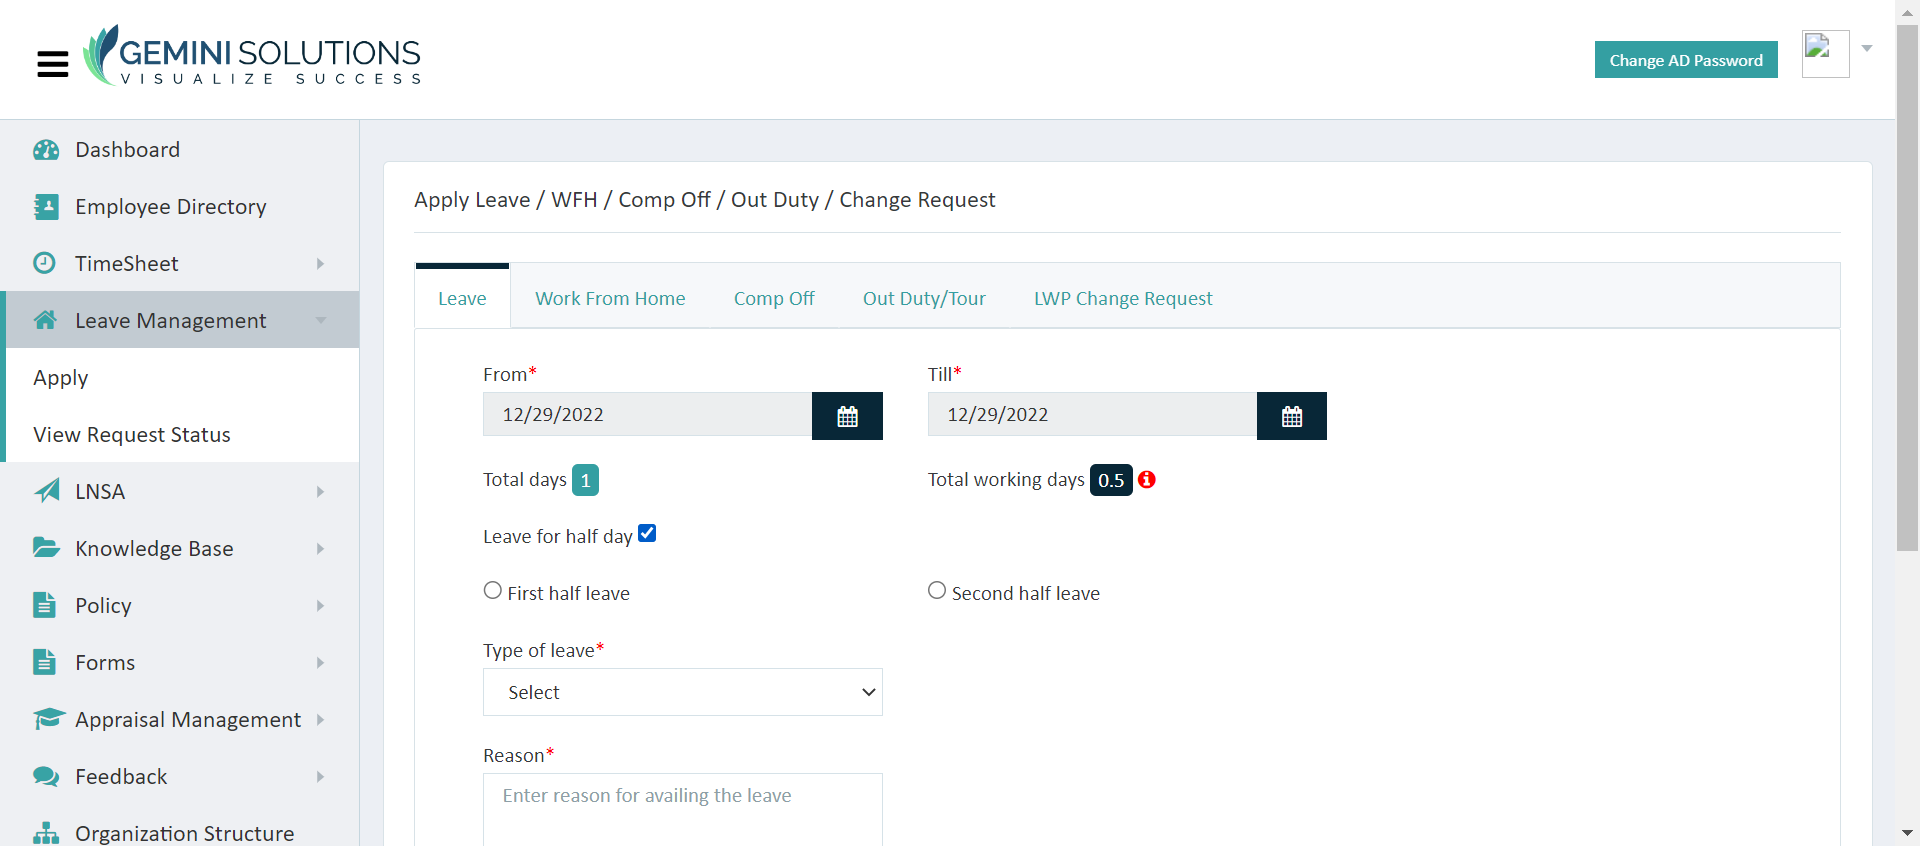 GEMINI SOLUTIONS
VISUALIZE SUCCESS
Change AD Password
Dashboard
Employee Directory
TimeSheet
Leave Management
Apply
View Request Status
LNSA
Knowledge Base
Policy
Forms
Appraisal Management
Feedback
Organization Structure
Apply Leave / WFH / Comp Off / Out Duty / Change Request
Leave Work From Home Comp Off Out Duty/Tour LWP Change Request
From* Till*
12/29/2022 12/29/2022
Total days 1 Total working days 0.5
Leave for half day
First half leave Second half leave
Type of leave*
Select
Reason*
Enter reason for availing the leave